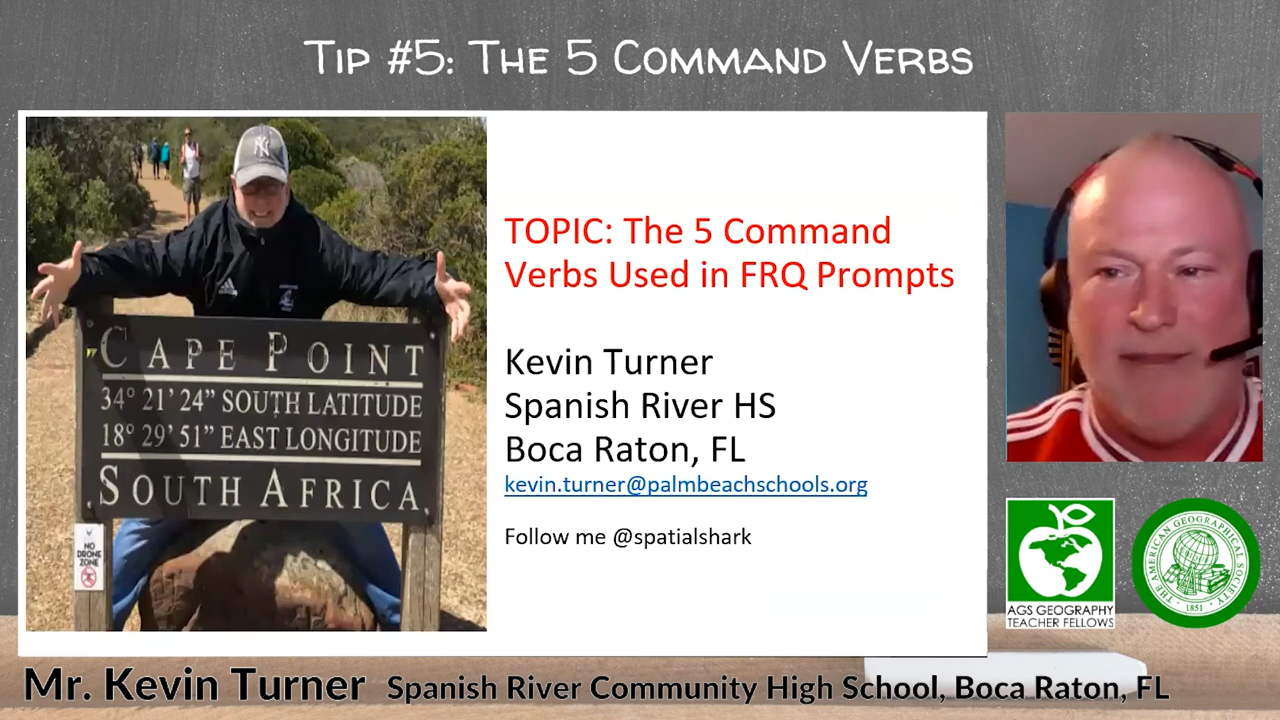 TIP #5: THE 5 COMMAND VERBS
CAPE POINT
34° 21' 24" SOUTH LATITUDE
18° 29' 51" EAST LONGITUDE
SOUTH AFRICA
NO
DRONE
ZONE
TOPIC: The 5 Command
Verbs Used in FRQ Prompts
Kevin Turner
Spanish River HS
Boca Raton, FL
kevin.turner@palmbeachschools.org
Follow me @spatialshark
AGS GEOGRAPHY
TEACHER FELLOWS
THE AMERICAN GEOGRAPHICAL SOCIETY
1851
Mr. Kevin Turner Spanish River Community High School, Boca Raton, FL